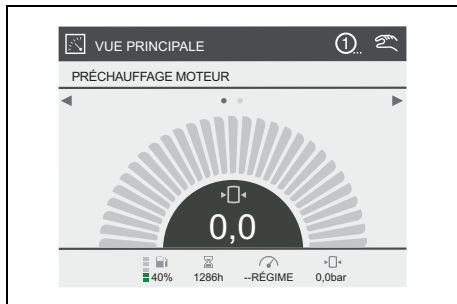 VUE PRINCIPALE
1...
PRÉCHAUFFAGE MOTEUR
0,0
40% 1286h --RÉGIME 0,0bar